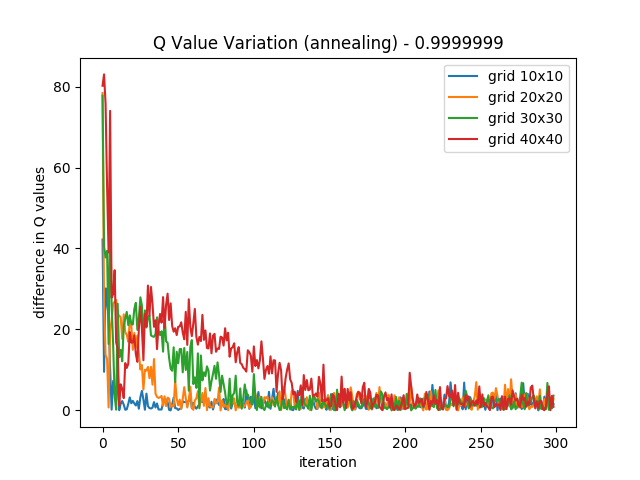 Q Value Variation (annealing) - 0.9999999
grid 10x10
grid 20x20
grid 30x30
grid 40x40
difference in Q values
80
60
40
20
0
0 50 100 150 200 250 300
iteration